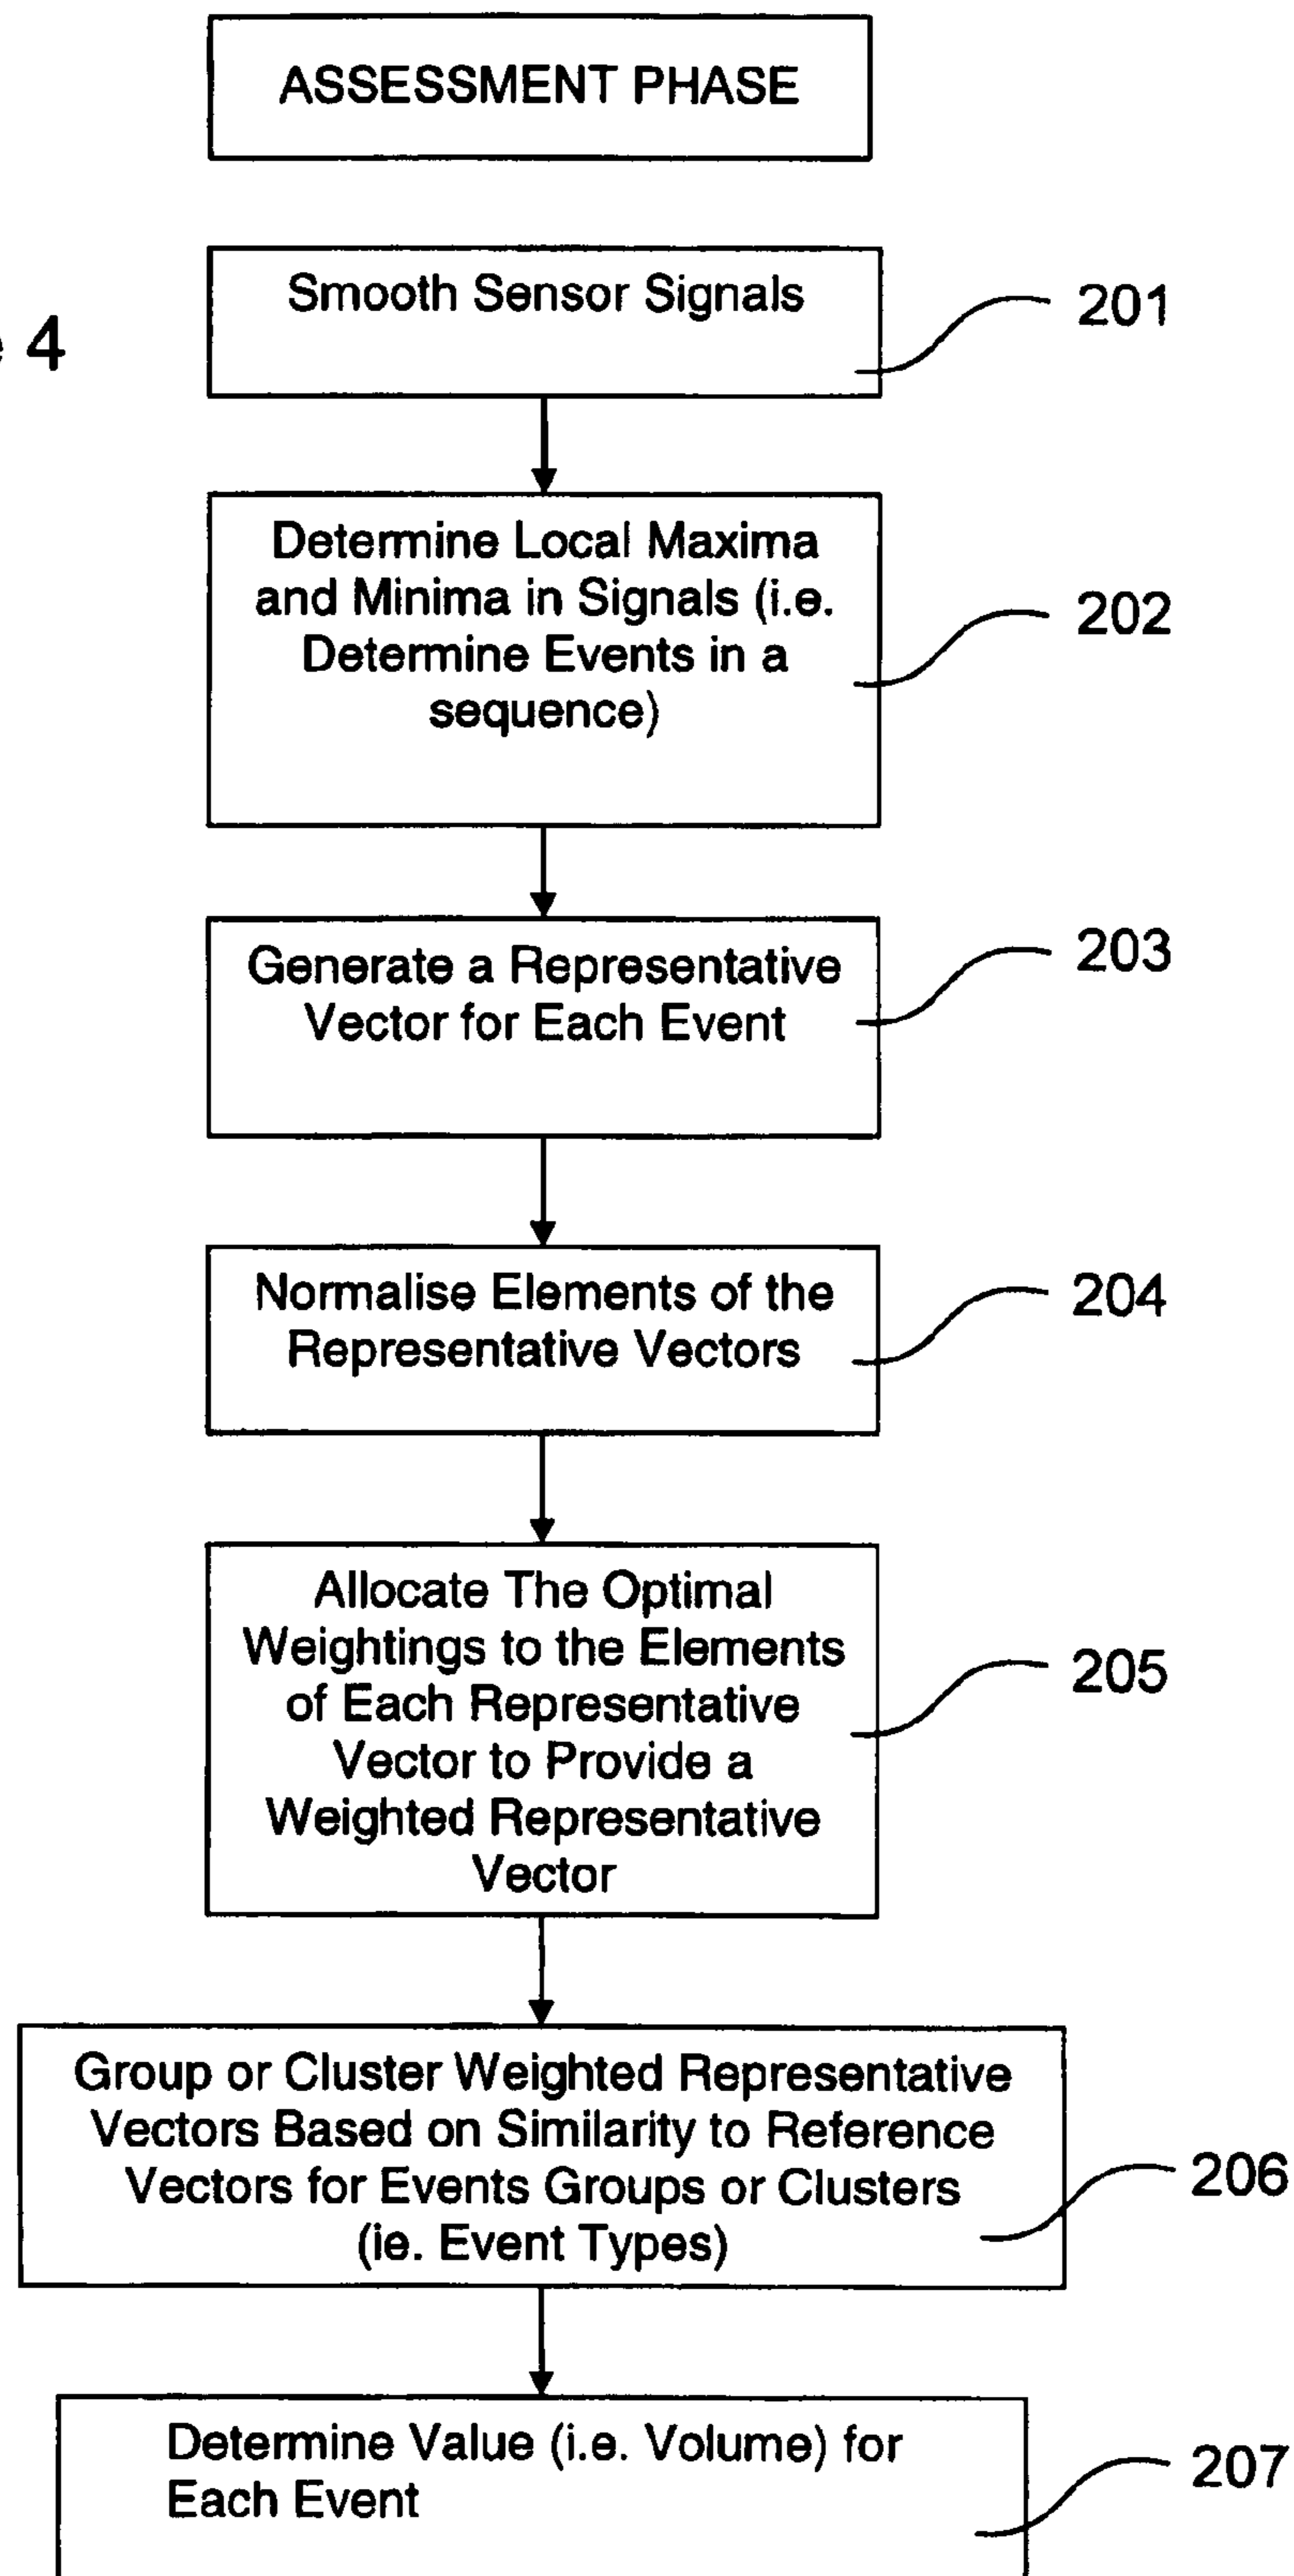 ASSESSMENT PHASE
Smooth Sensor Signals
201
4
Determine Local Maxima
and Minima in Signals (i.e.
Determine Events in a
sequence)
202
Generate a Representative
Vector for Each Event
203
Normalise Elements of the
Representative Vectors
204
Allocate The Optimal
Weightings to the Elements
of Each Representative
Vector to Provide a
Weighted Representative
Vector
205
Group or Cluster Weighted Representative
Vectors Based on Similarity to Reference
Vectors for Events Groups or Clusters
(ie. Event Types)
206
Determine Value (i.e. Volume) for
Each Event
207